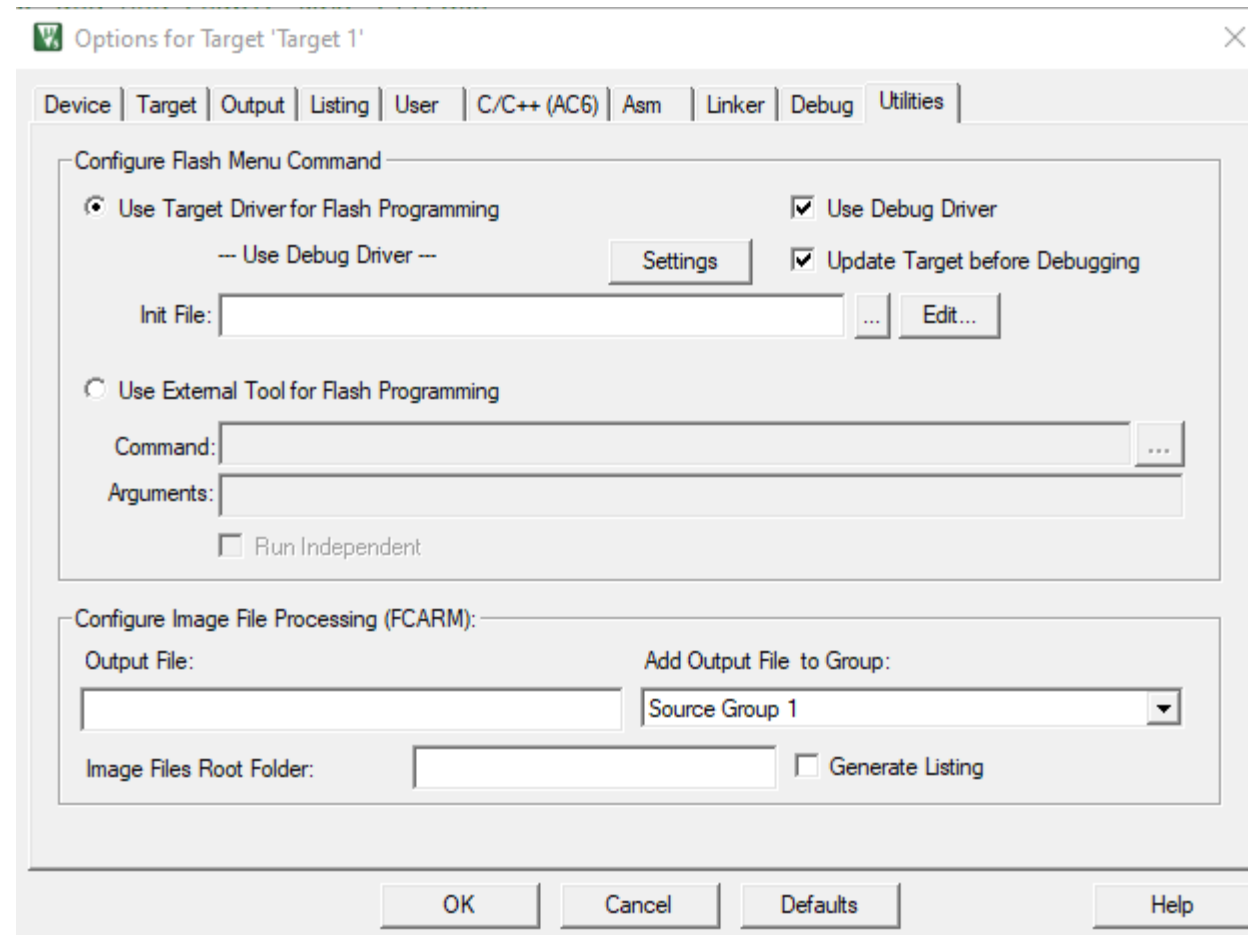 Options for Target 'Target 1'
Device Target Output Listing User C/C++ (AC6) Asm Linker Debug Utilities
Configure Flash Menu Command
Use Target Driver for Flash Programming Use Debug Driver
--- Use Debug Driver --- Settings Update Target before Debugging
Init File: ... Edit...
Use External Tool for Flash Programming
Command: ...
Arguments:
Run Independent
Configure Image File Processing (FCARM):
Output File: Add Output File to Group:
Source Group 1
Image Files Root Folder: Generate Listing
OK Cancel Defaults Help